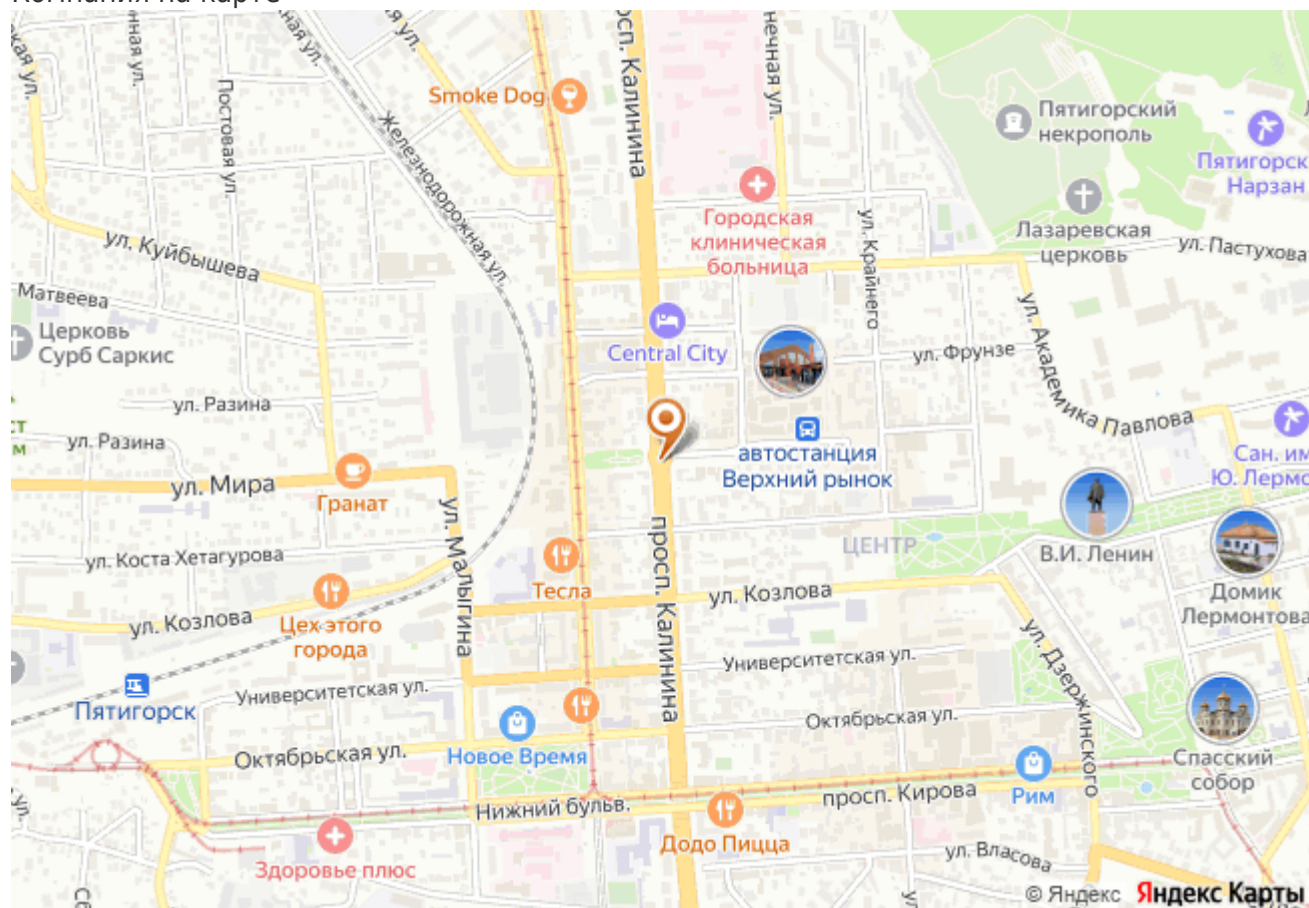 Компания на карте
Smoke Dog
просп. Калинина
Постовая ул.
Железнодорожная ул.
Пятигорский
некрополь
Городская
клиническая
больница
ул. Крайнего
Лазаревская
церковь
ул. Пастухова
ул. Куйбышева
Матвеева
Церковь
Сурб Саркис
Central City
ул. Фрунзе
ул. Академика Павлова
ул. Разина
ул. Разина
автостанция
Верхний рынок
ул. Мира
Гранат
ул. Малыгина
просп. Калинина
ЦЕНТР
В.И. Ленин
Домик
Лермонтова
ул. Коста Хетагурова
Тесла
ул. Козлова
ул. Козлова
Цех этого
города
ул. Дзержинского
Университетская ул.
Университетская ул.
Пятигорск
Октябрьская ул.
Октябрьская ул.
Новое Время
Спасский
собор
Рим
Нижний бульв.
просп. Кирова
Додо Пицца
Здоровье плюс
ул. Власова
© Яндекс Яндекс Карты